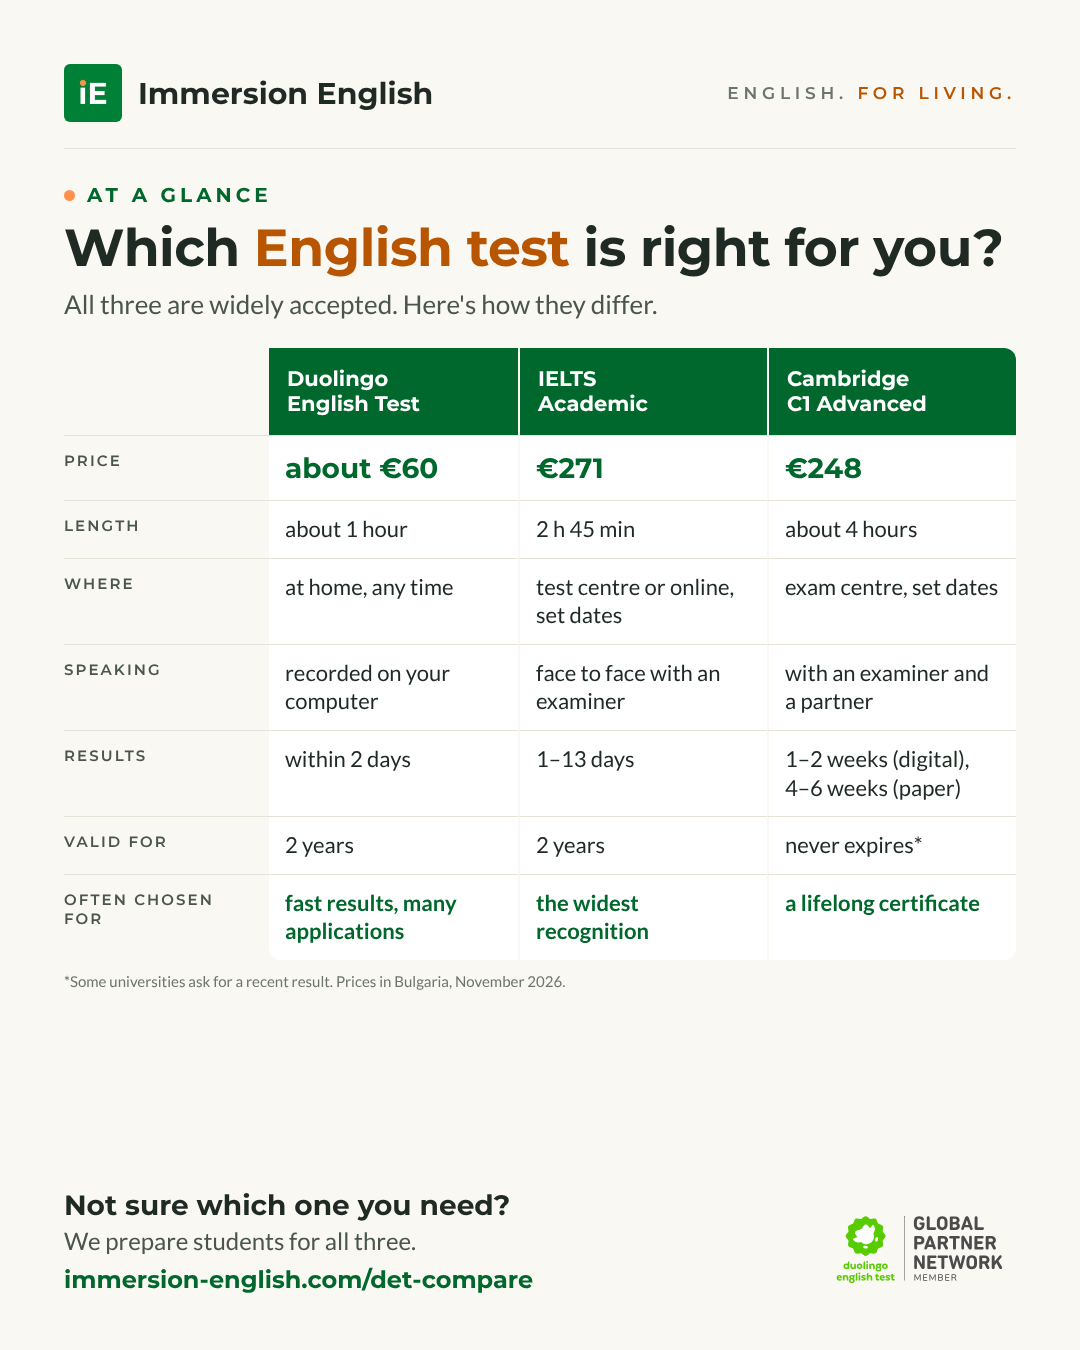 iE Immersion English
ENGLISH. FOR LIVING.
AT A GLANCE
Which English test is right for you?
All three are widely accepted. Here's how they differ.
Duolingo English Test
IELTS Academic
Cambridge C1 Advanced
PRICE
about €60
€271
€248
LENGTH
about 1 hour
2 h 45 min
about 4 hours
WHERE
at home, any time
test centre or online,
set dates
exam centre, set dates
SPEAKING
recorded on your
computer
face to face with an
examiner
with an examiner and
a partner
RESULTS
within 2 days
1–13 days
1–2 weeks (digital),
4–6 weeks (paper)
VALID FOR
2 years
2 years
never expires*
OFTEN CHOSEN
FOR
fast results, many
applications
the widest
recognition
a lifelong certificate
*Some universities ask for a recent result. Prices in Bulgaria, November 2026.
Not sure which one you need?
We prepare students for all three.
immersion-english.com/det-compare
duolingo
english test
GLOBAL
PARTNER
NETWORK
MEMBER